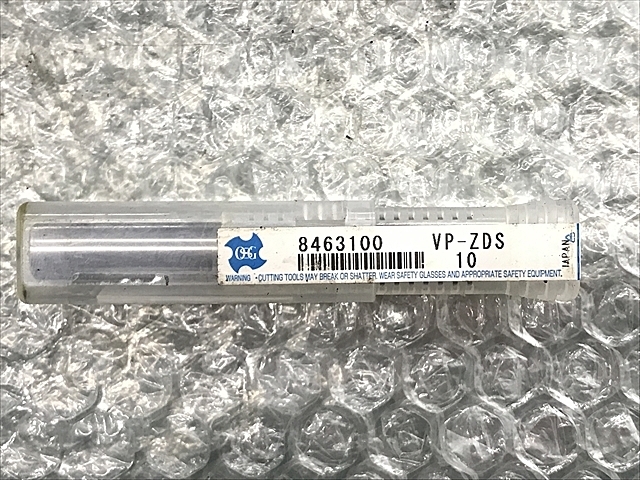 OSG
8463100 VP-ZDS
10
WARNING • CUTTING TOOLS MAY BREAK OR SHATTER. WEAR SAFETY GLASSES AND APPROPRIATE SAFETY EQUIPMENT.
JAPAN